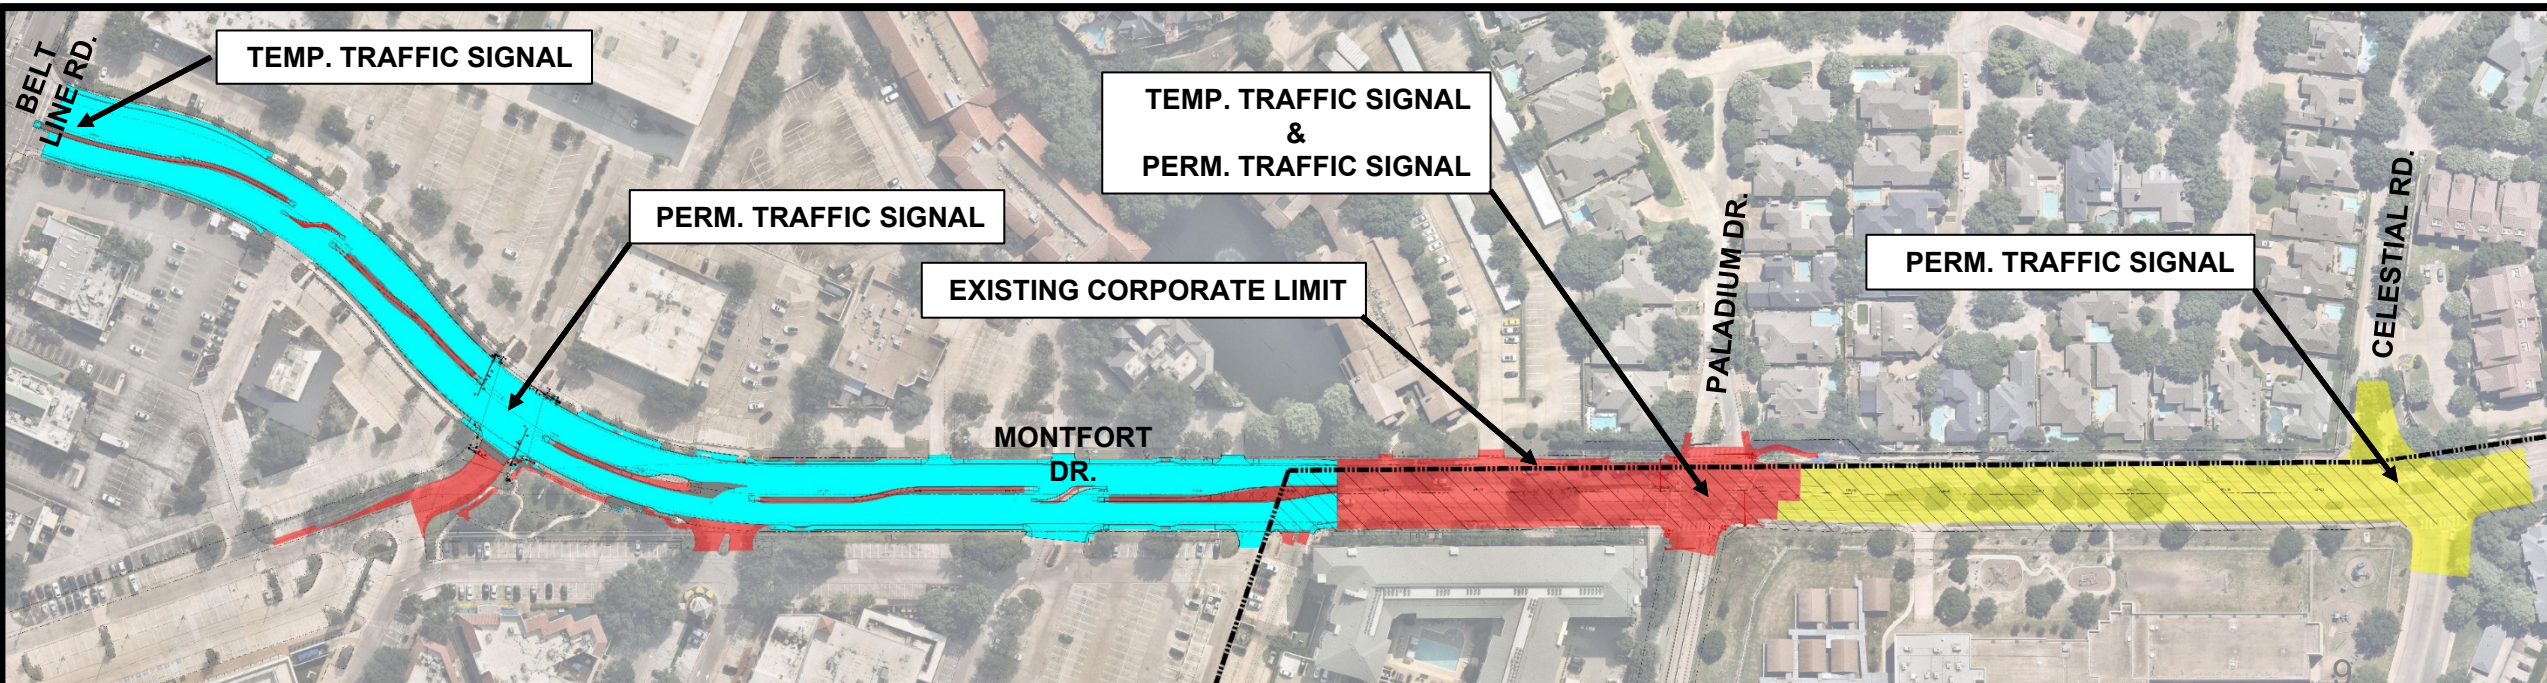 BELT
LINE RD.
TEMP. TRAFFIC SIGNAL
PERM. TRAFFIC SIGNAL
TEMP. TRAFFIC SIGNAL
&
PERM. TRAFFIC SIGNAL
EXISTING CORPORATE LIMIT
MONTFORT
DR.
PALADIUM DR.
PERM. TRAFFIC SIGNAL
CELESTIAL RD.
9